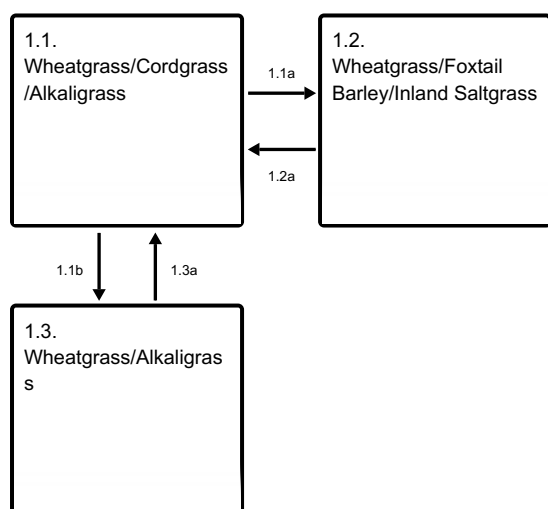 1.1.
Wheatgrass/Cordgrass
/Alkaligrass
1.1a
1.2a
1.2.
Wheatgrass/Foxtail
Barley/Inland Saltgrass
1.1b
1.3a
1.3.
Wheatgrass/Alkaligras
s